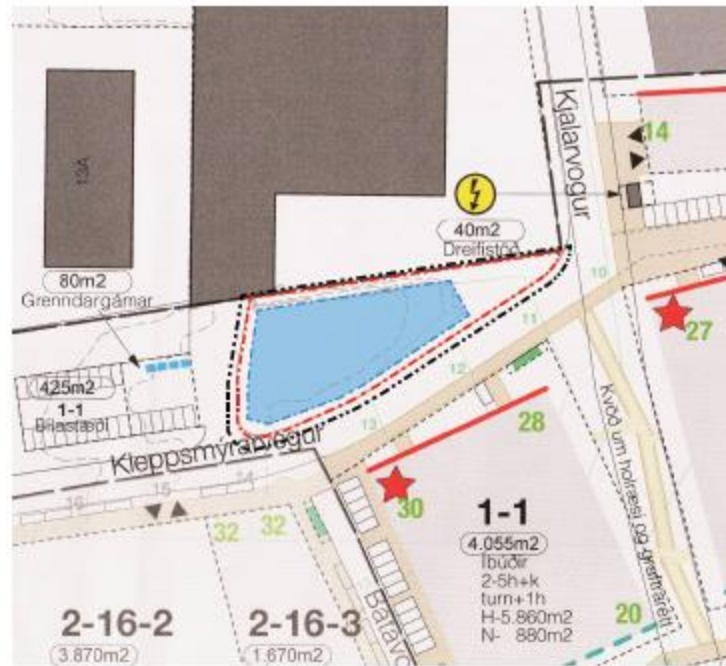 13A
80m2
Grenndargámar
425m2
1-1
Bílastæði
Kleppsmýrarvegur
40m2
Dreifistöð
Kjalarvogur
14
10
11
12
13
14
15
16
27
28
30
32
32
1-1
4.055m2
Íbúðir
2-5h+k
turn+1h
H-5.860m2
N- 880m2
Kvöð um holræsi og graftrarétt
20
2-16-2
3.870m2
2-16-3
1.670m2